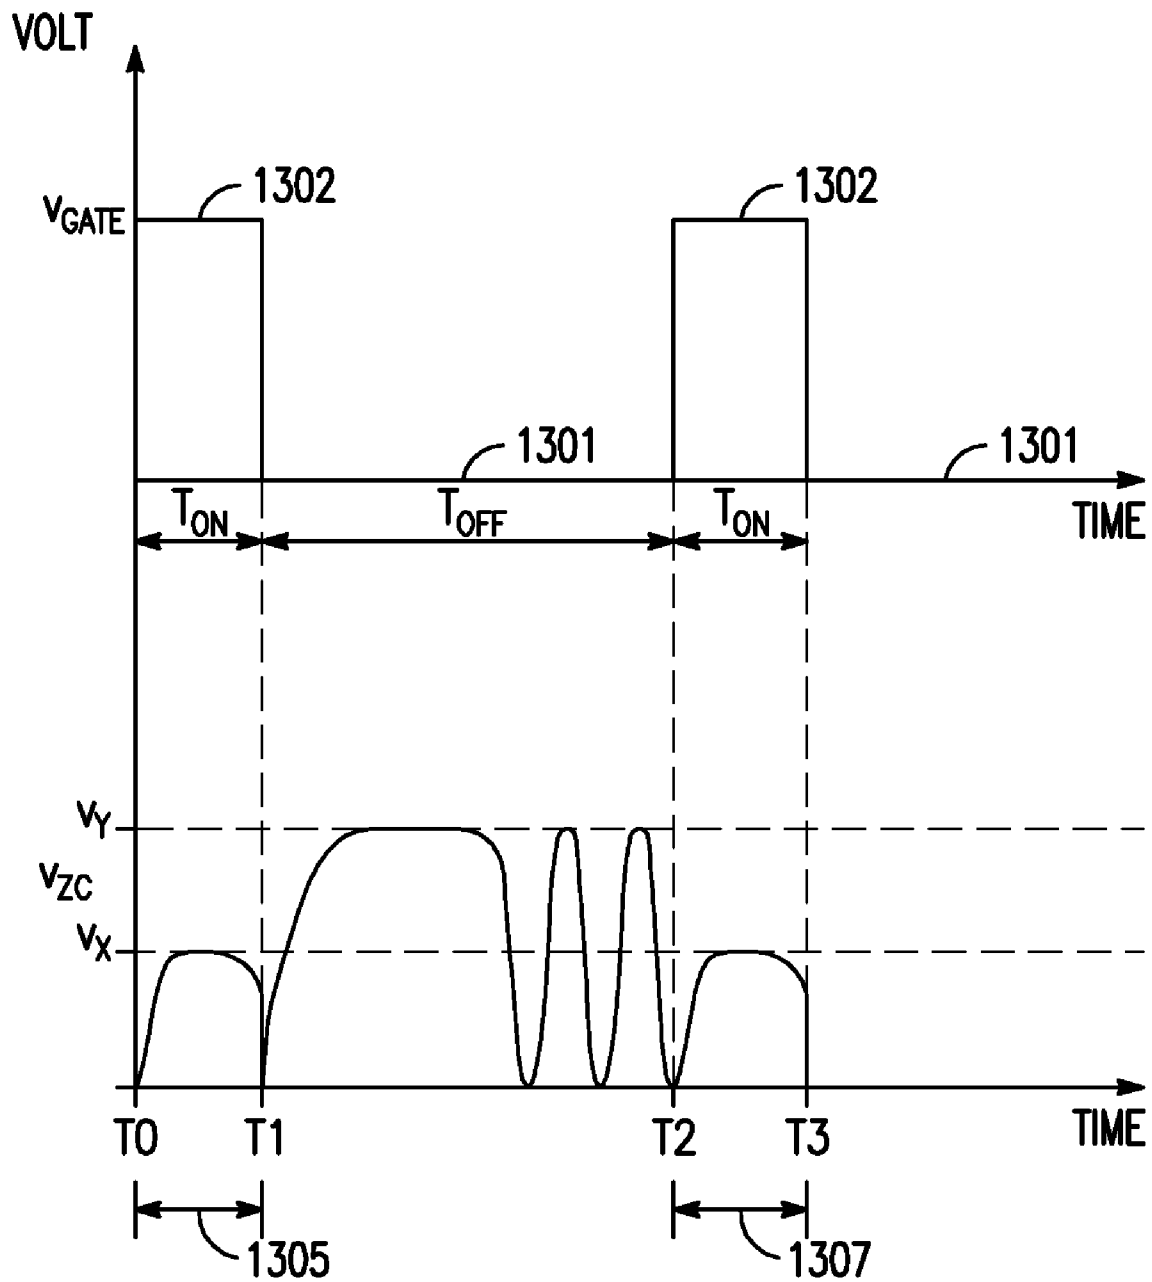 VOLT
1302 1302
VGATE
1301 1301
TON TOFF TON TIME
VY
VZC
VX
T0 T1 T2 T3 TIME
1305 1307